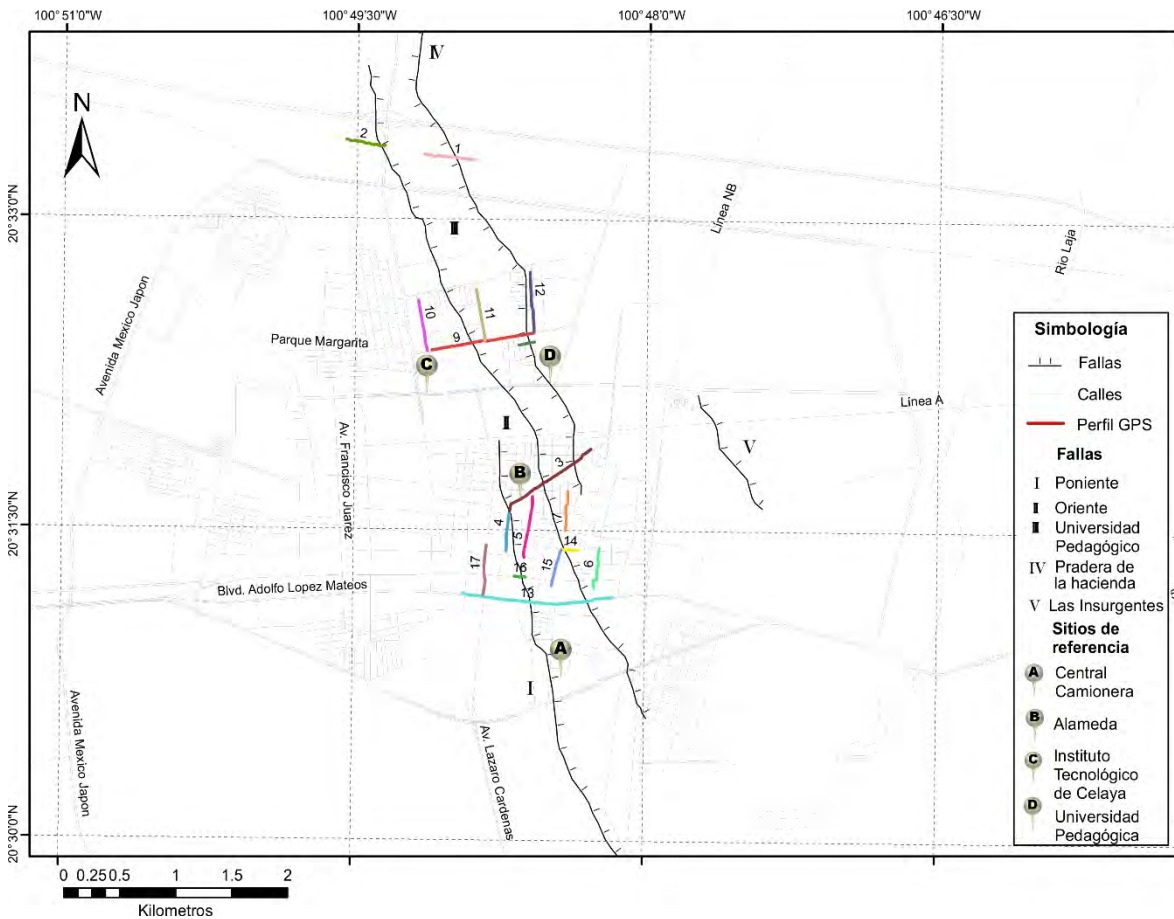 100°51'0"W
100°49'30"W
100°48'0"W
100°46'30"W
IV
N
2
1
20°33'0"N
Línea NB
Rio Laja
III
Avenida Mexico Japon
12
10
11
9
Parque Margarita
D
C
Línea A
II
Av. Francisco Juarez
3
V
B
20°31'30"N
4
5
7
14
17
16
15
6
Blvd. Adolfo Lopez Mateos
13
A
I
Avenida Mexico Japon
Av. Lazaro Cardenas
20°30'0"N
Simbología
Fallas
Calles
Perfil GPS
Fallas
I Poniente
II Oriente
III Universidad
Pedagógico
IV Pradera de
la hacienda
V Las Insurgentes
Sitios de
referencia
A Central
Camionera
B Alameda
C Instituto
Tecnológico
de Celaya
D Universidad
Pedagógica
0 0.25 0.5 1 1.5 2
Kilometros